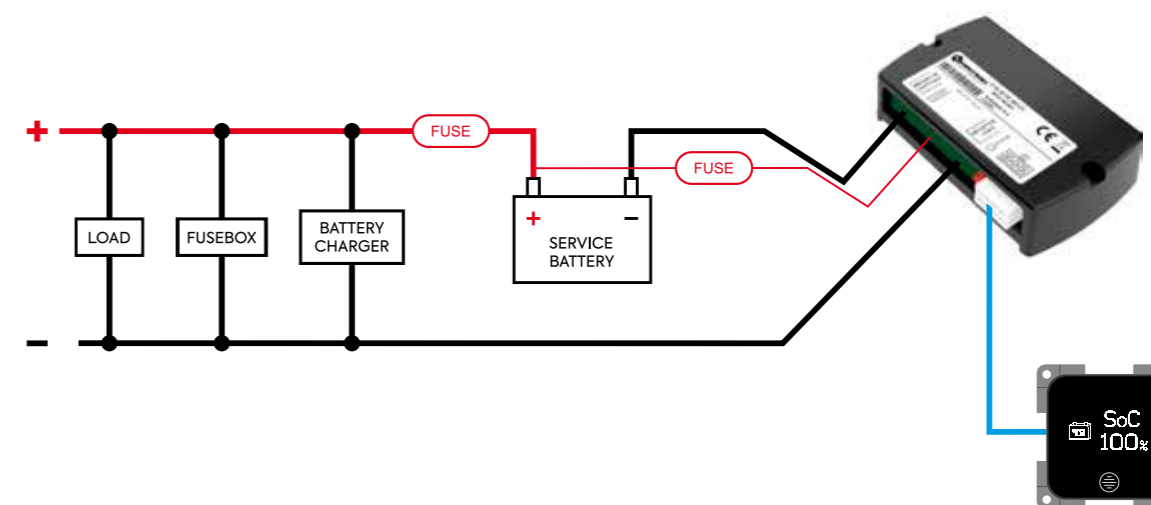 +
FUSE
FUSE
LOAD
FUSEBOX
BATTERY
CHARGER
+
−
SERVICE
BATTERY
−
CE
SoC
100%